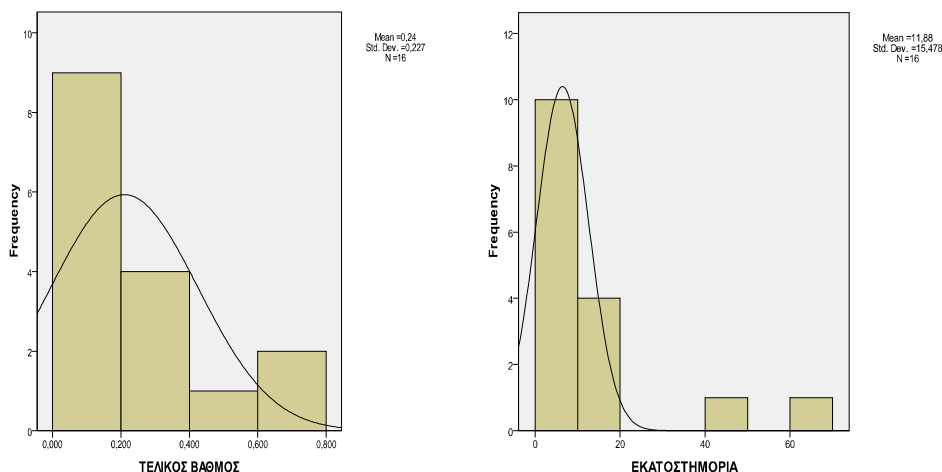 Mean =0,24
Std. Dev. =0,227
N =16
Frequency
10
8
6
4
2
0
0,000 0,200 0,400 0,600 0,800
ΤΕΛΙΚΟΣ ΒΑΘΜΟΣ
Mean =11,88
Std. Dev. =15,478
N =16
Frequency
12
10
8
6
4
2
0
0 20 40 60
ΕΚΑΤΟΣΤΗΜΟΡΙΑ